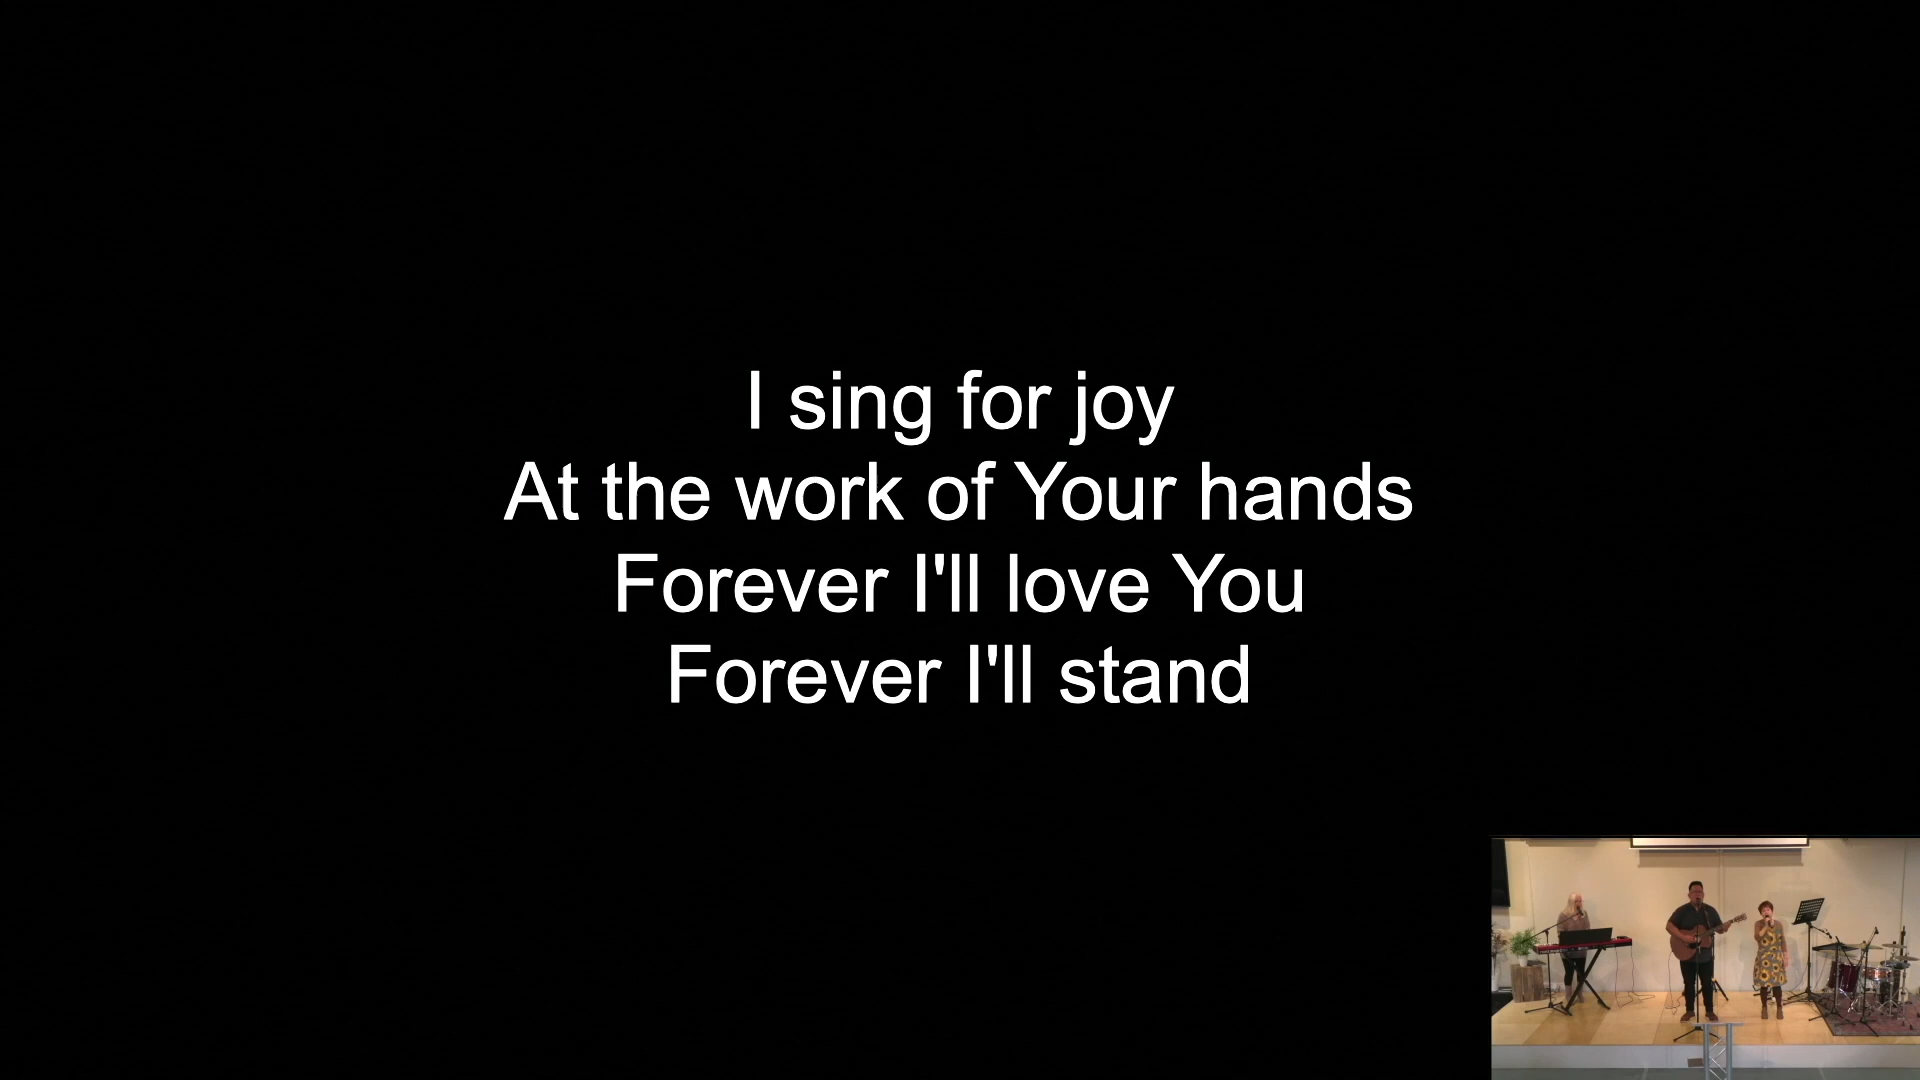 I sing for joy
At the work of Your hands
Forever I'll love You
Forever I'll stand